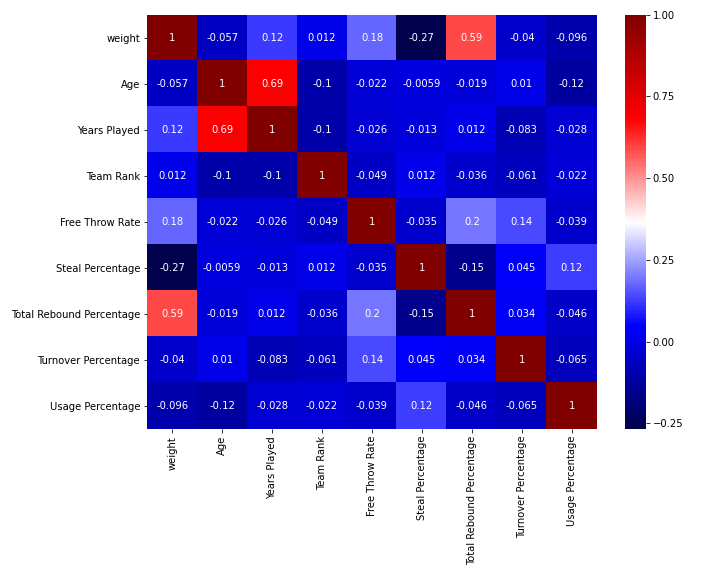 weight 1 -0.057 0.12 0.012 0.18 -0.27 0.59 -0.04 -0.096
Age -0.057 1 0.69 -0.1 -0.022 -0.0059 -0.019 0.01 -0.12
Years Played 0.12 0.69 1 -0.1 -0.026 -0.013 0.012 -0.083 -0.028
Team Rank 0.012 -0.1 -0.1 1 -0.049 0.012 -0.036 -0.061 -0.022
Free Throw Rate 0.18 -0.022 -0.026 -0.049 1 -0.035 0.2 0.14 -0.039
Steal Percentage -0.27 -0.0059 -0.013 0.012 -0.035 1 -0.15 0.045 0.12
Total Rebound Percentage 0.59 -0.019 0.012 -0.036 0.2 -0.15 1 0.034 -0.046
Turnover Percentage -0.04 0.01 -0.083 -0.061 0.14 0.045 0.034 1 -0.065
Usage Percentage -0.096 -0.12 -0.028 -0.022 -0.039 0.12 -0.046 -0.065 1
weight
Age
Years Played
Team Rank
Free Throw Rate
Steal Percentage
Total Rebound Percentage
Turnover Percentage
Usage Percentage
1.00
0.75
0.50
0.25
0.00
−0.25